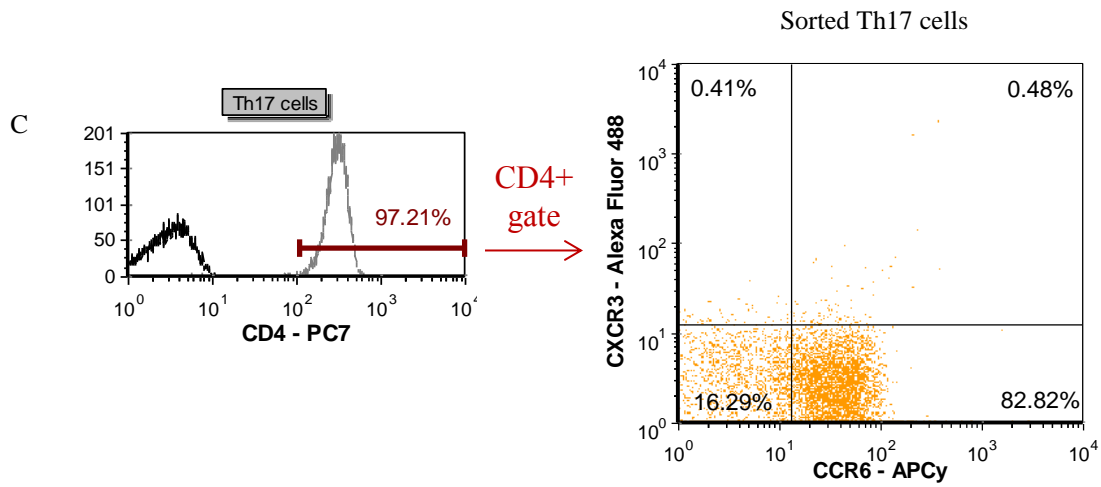 Sorted Th17 cells
C
Th17 cells
201
151
101
50
0
97.21%
10^0 10^1 10^2 10^3 10^4
CD4 - PC7
CD4+
gate
CXCR3 - Alexa Fluor 488
10^4
10^3
10^2
10^1
10^0
0.41% 0.48%
16.29% 82.82%
10^0 10^1 10^2 10^3 10^4
CCR6 - APCy